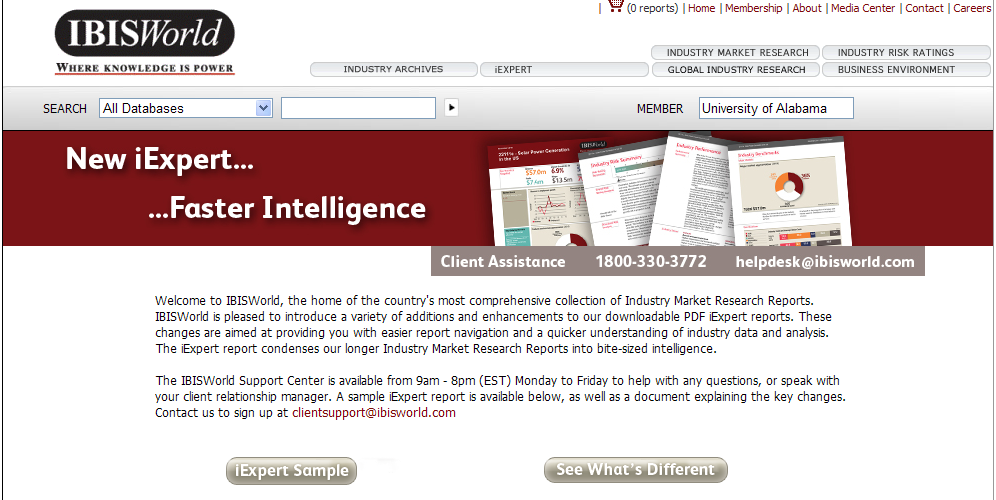 | (0 reports) | Home | Membership | About | Media Center | Contact | Careers
IBISWorld
WHERE KNOWLEDGE IS POWER
INDUSTRY MARKET RESEARCH INDUSTRY RISK RATINGS
INDUSTRY ARCHIVES iEXPERT GLOBAL INDUSTRY RESEARCH BUSINESS ENVIRONMENT
SEARCH All Databases MEMBER University of Alabama
New iExpert...
...Faster Intelligence
IBISWorld
Industry Risk Summary
Industry Performance
Industry Benchmarks
Client Assistance 1800-330-3772 helpdesk@ibisworld.com
Welcome to IBISWorld, the home of the country's most comprehensive collection of Industry Market Research Reports.
IBISWorld is pleased to introduce a variety of additions and enhancements to our downloadable PDF iExpert reports. These
changes are aimed at providing you with easier report navigation and a quicker understanding of industry data and analysis.
The iExpert report condenses our longer Industry Market Research Reports into bite-sized intelligence.
The IBISWorld Support Center is available from 9am - 8pm (EST) Monday to Friday to help with any questions, or speak with
your client relationship manager. A sample iExpert report is available below, as well as a document explaining the key changes.
Contact us to sign up at clientsupport@ibisworld.com
iExpert Sample See What's Different